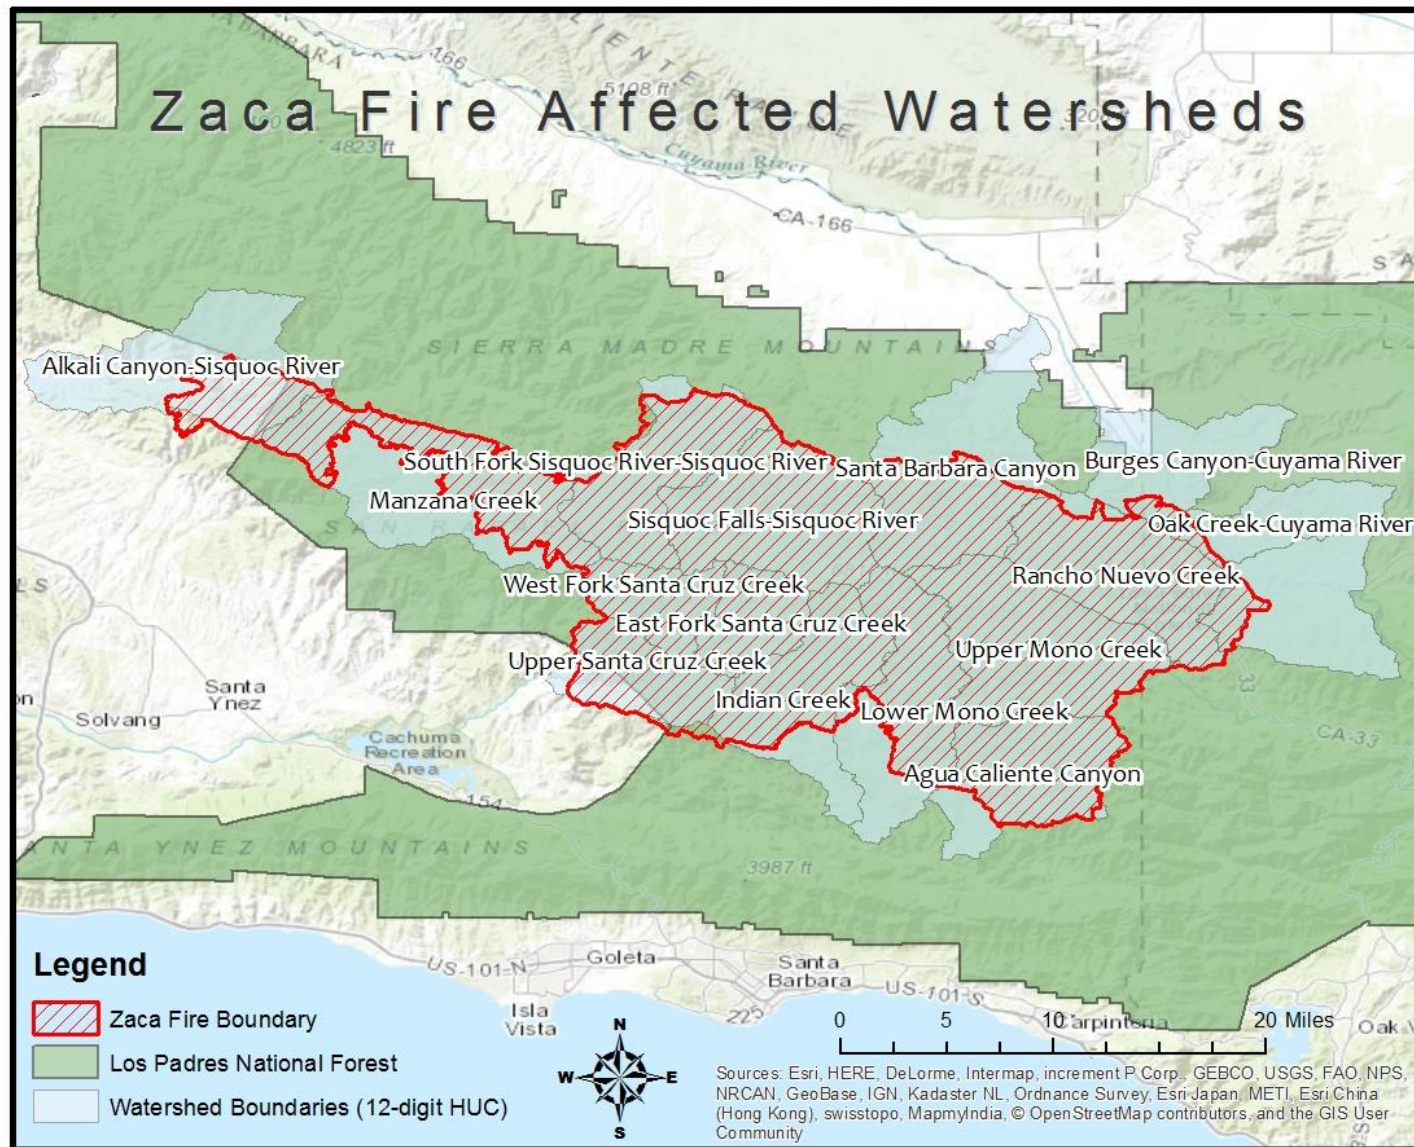 Zaca Fire Affected Watersheds
166
5108 ft
4823 ft
Cuyama River
CA-166
SIERRA MADRE MOUNTAINS
Alkali Canyon-Sisquoc River
South Fork Sisquoc River-Sisquoc River
Santa Barbara Canyon
Burges Canyon-Cuyama River
Manzana Creek
Sisquoc Falls-Sisquoc River
Oak Creek-Cuyama River
West Fork Santa Cruz Creek
Rancho Nuevo Creek
East Fork Santa Cruz Creek
Upper Mono Creek
Upper Santa Cruz Creek
Indian Creek
Lower Mono Creek
33
Santa
Ynez
Solvang
Cachuma
Recreation
Area
CA-33
Agua Caliente Canyon
154
ANTA YNEZ MOUNTAINS
3987 ft
US-101-N
Goleta
Santa
Barbara
US-101-S
Isla
Vista
225
Carpinteria
Legend
Zaca Fire Boundary
Los Padres National Forest
Watershed Boundaries (12-digit HUC)
N
W
E
S
0 5 10 20 Miles
Sources: Esri, HERE, DeLorme, Intermap, increment P Corp., GEBCO, USGS, FAO, NPS,
NRCAN, GeoBase, IGN, Kadaster NL, Ordnance Survey, Esri Japan, METI, Esri China
(Hong Kong), swisstopo, MapmyIndia, © OpenStreetMap contributors, and the GIS User
Community